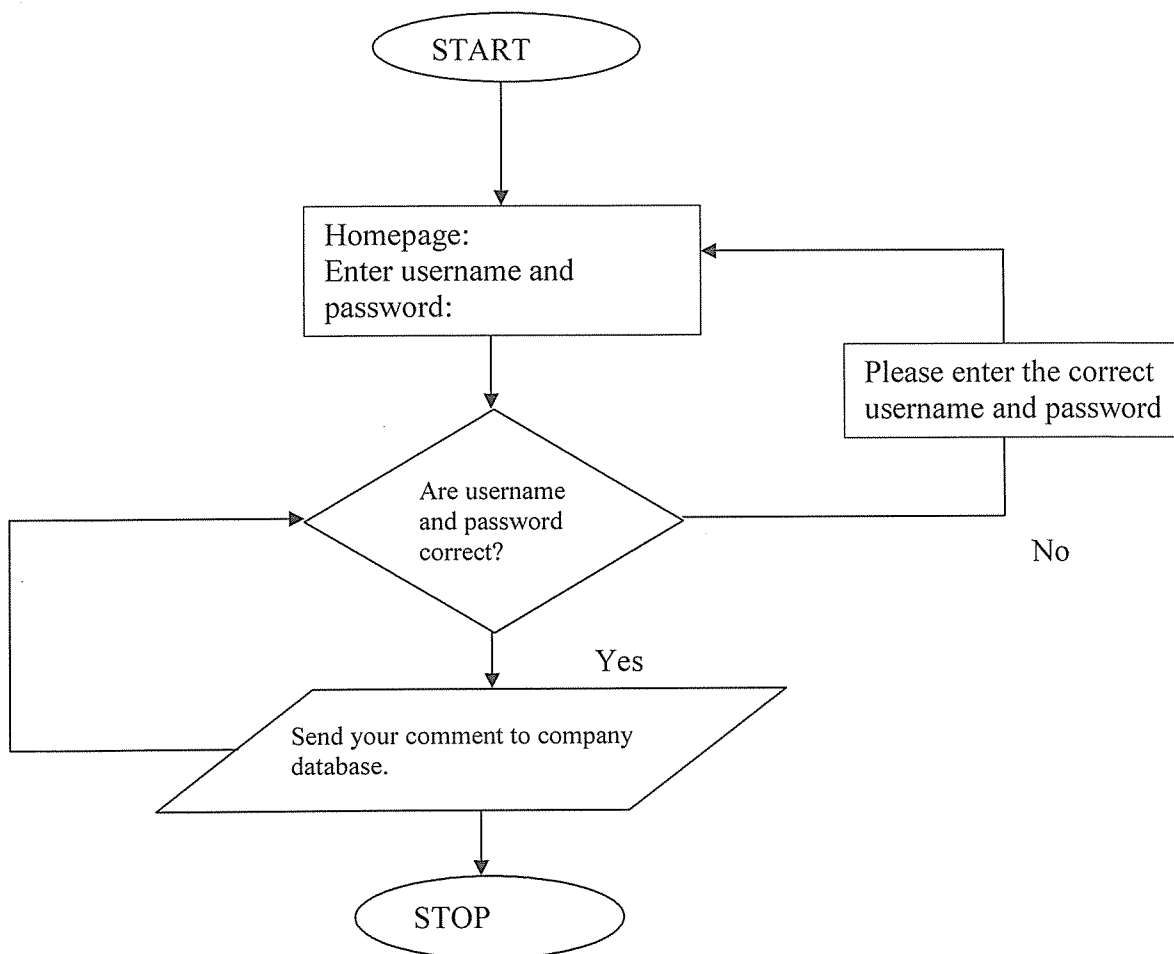 START
Homepage:
Enter username and
password:
Please enter the correct
username and password
Are username
and password
correct?
No
Yes
Send your comment to company
database.
STOP